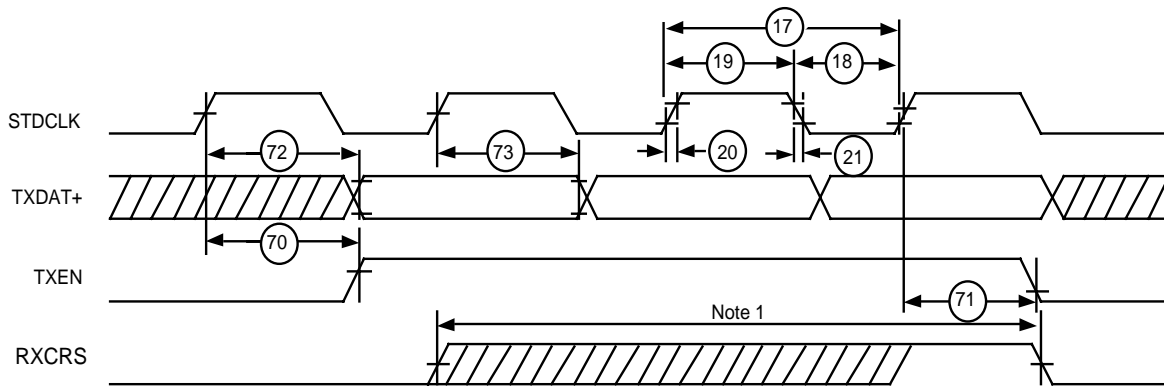 17
19
18
STDCLK
72
73
20
21
TXDAT+
70
TXEN
71
Note 1
RXCRS